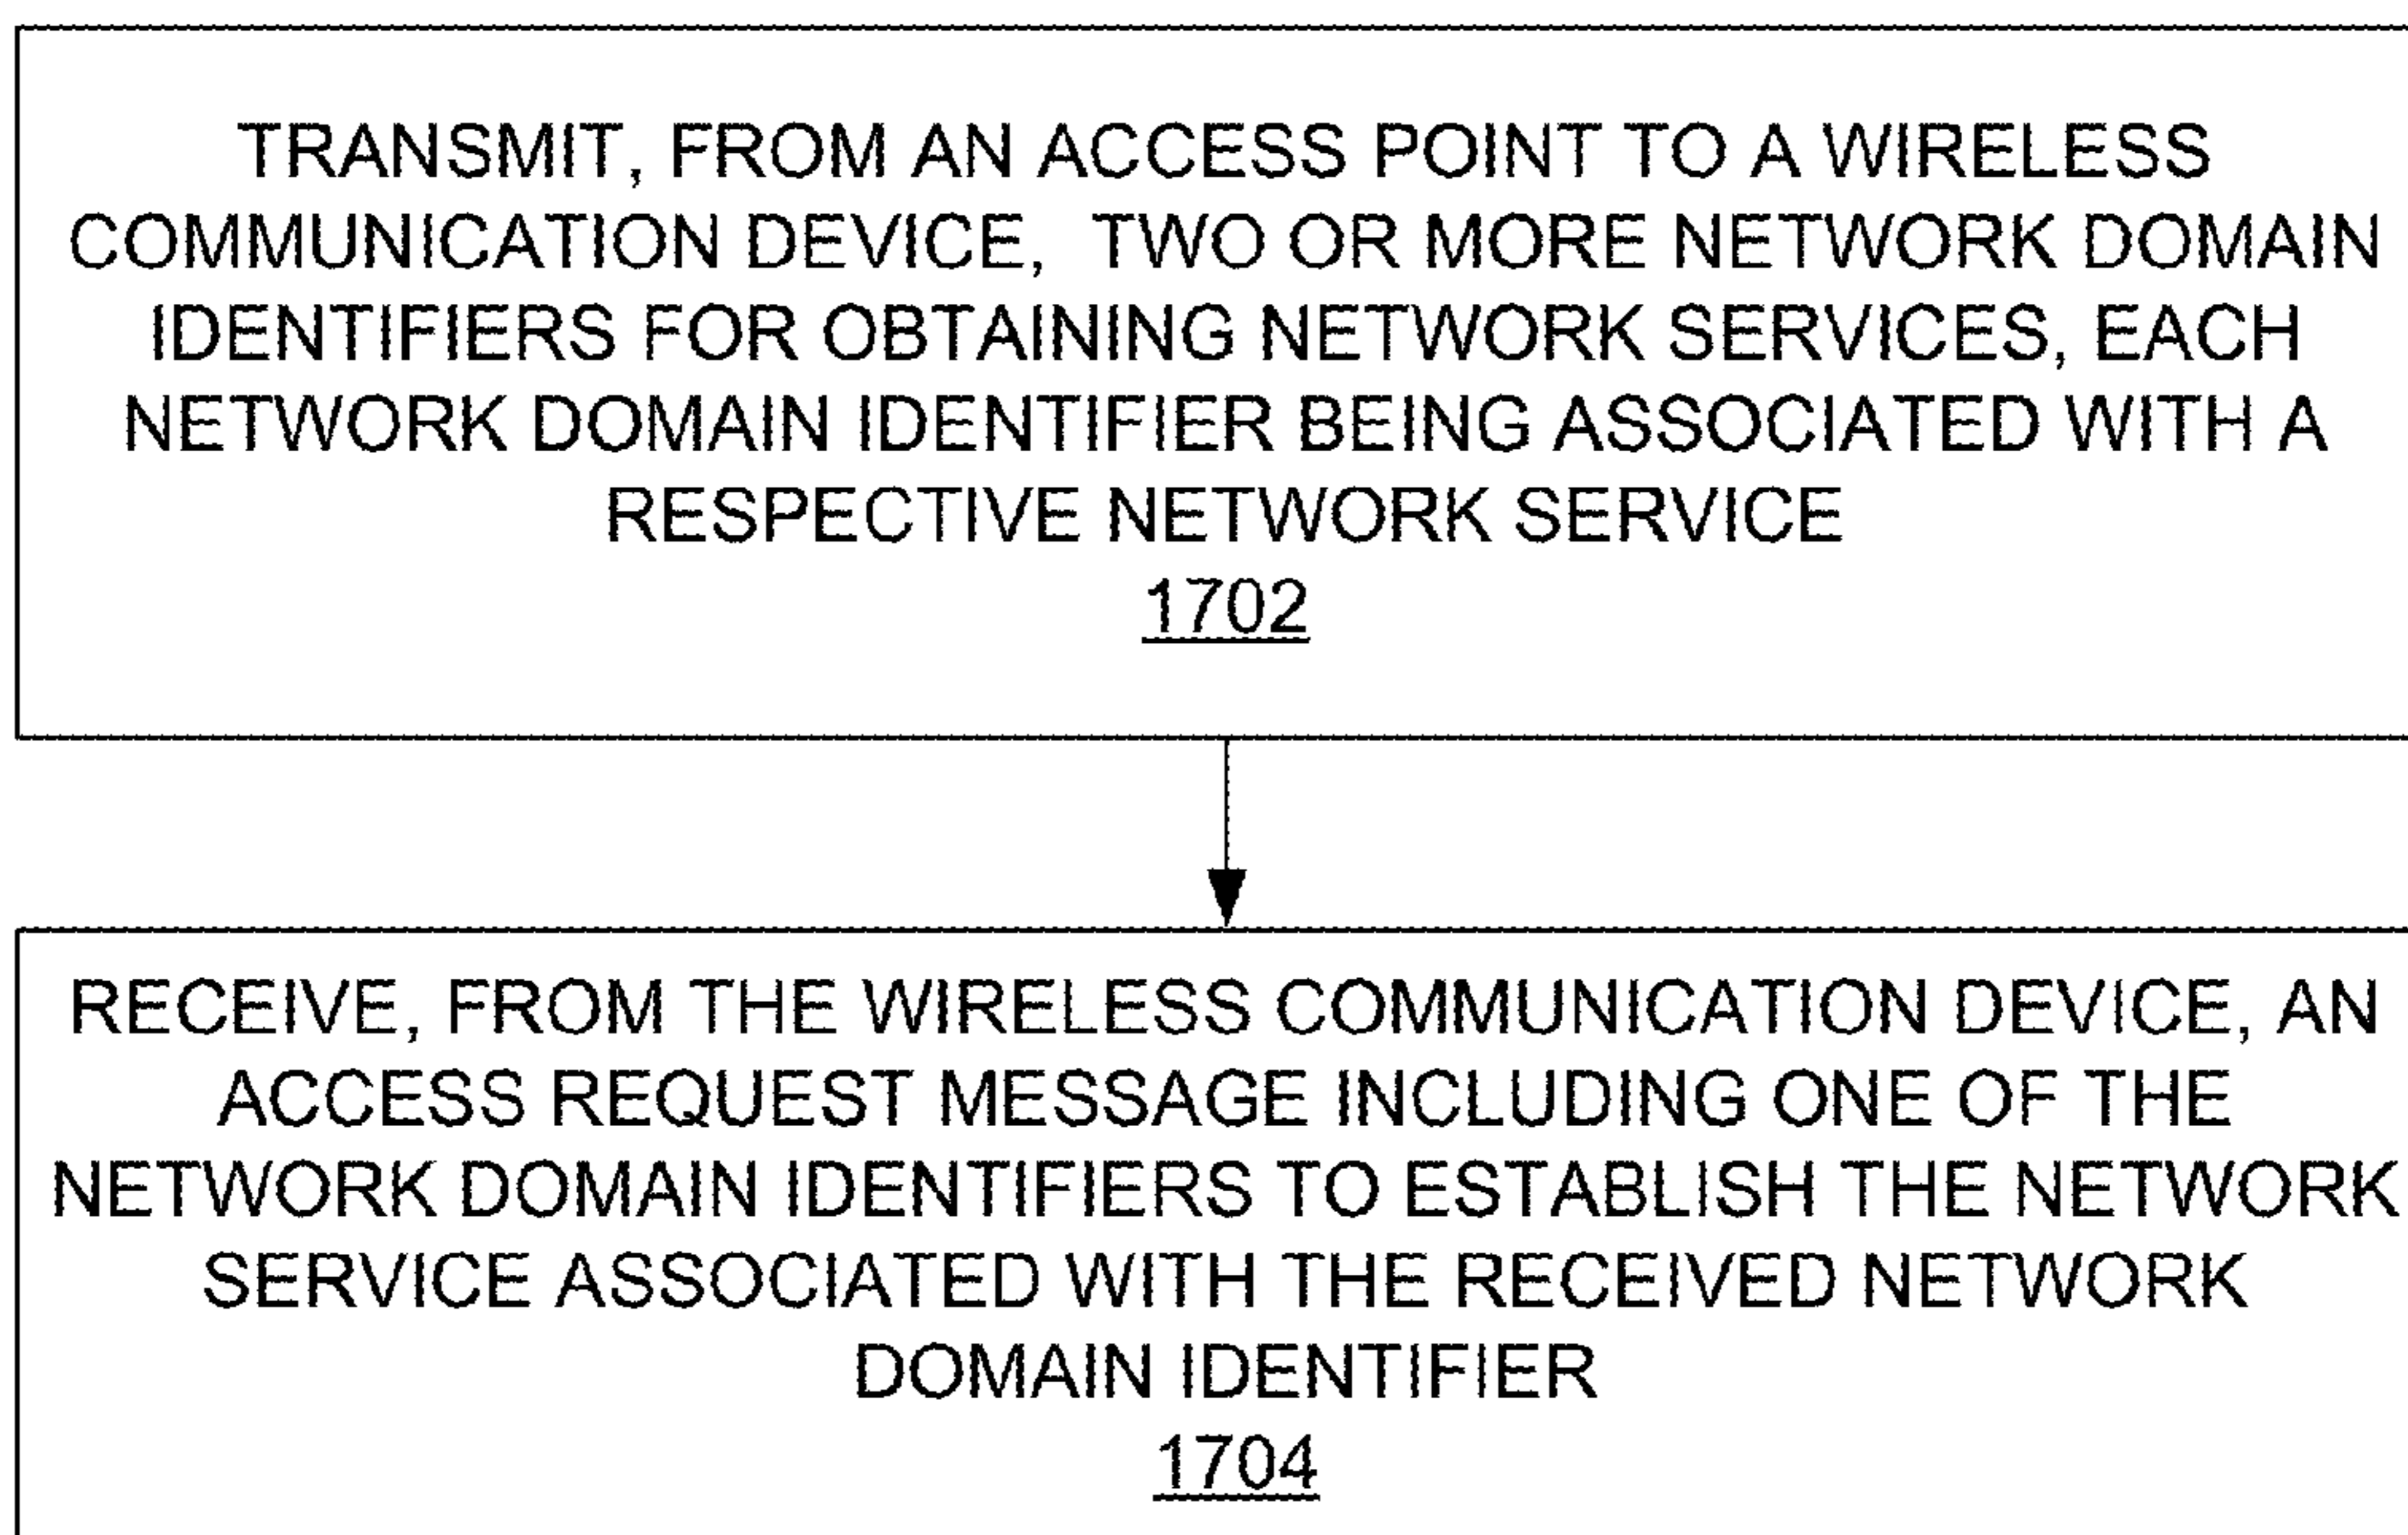 TRANSMIT, FROM AN ACCESS POINT TO A WIRELESS
COMMUNICATION DEVICE, TWO OR MORE NETWORK DOMAIN
IDENTIFIERS FOR OBTAINING NETWORK SERVICES, EACH
NETWORK DOMAIN IDENTIFIER BEING ASSOCIATED WITH A
RESPECTIVE NETWORK SERVICE
1702
RECEIVE, FROM THE WIRELESS COMMUNICATION DEVICE, AN
ACCESS REQUEST MESSAGE INCLUDING ONE OF THE
NETWORK DOMAIN IDENTIFIERS TO ESTABLISH THE NETWORK
SERVICE ASSOCIATED WITH THE RECEIVED NETWORK
DOMAIN IDENTIFIER
1704